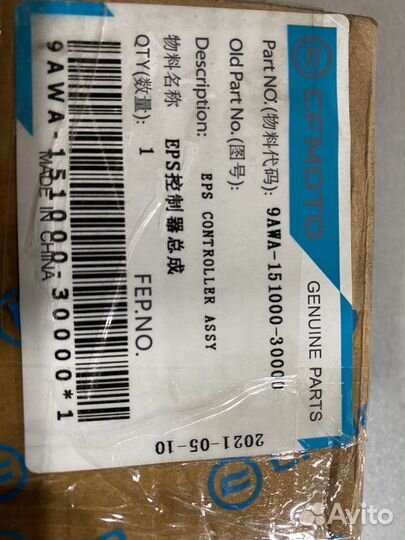 CFMOTO
GENUINE PARTS
Part NO.(物料代码): 9AWA-151000-30000
Old Part No.(图号):
Description: EPS CONTROLLER ASSY
物料名称 EPS控制器总成
QTY(数量): 1 FEP.NO.
2021-05-10
9AWA-151000-30000*1
MADE IN CHINA
Avito